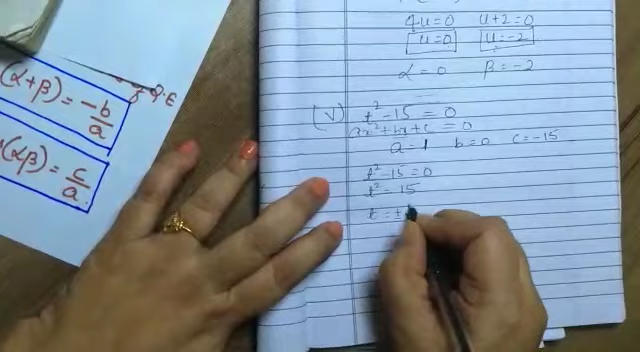 4u=0 u+2=0
u=0 u=-2
α = 0 β = -2
(V) t² - 15 = 0
ax²+bx+c = 0
a=1 b=0 c=-15
t²-15=0
t² = 15
t = ±
(α+β) = -b/a
(αβ) = c/a